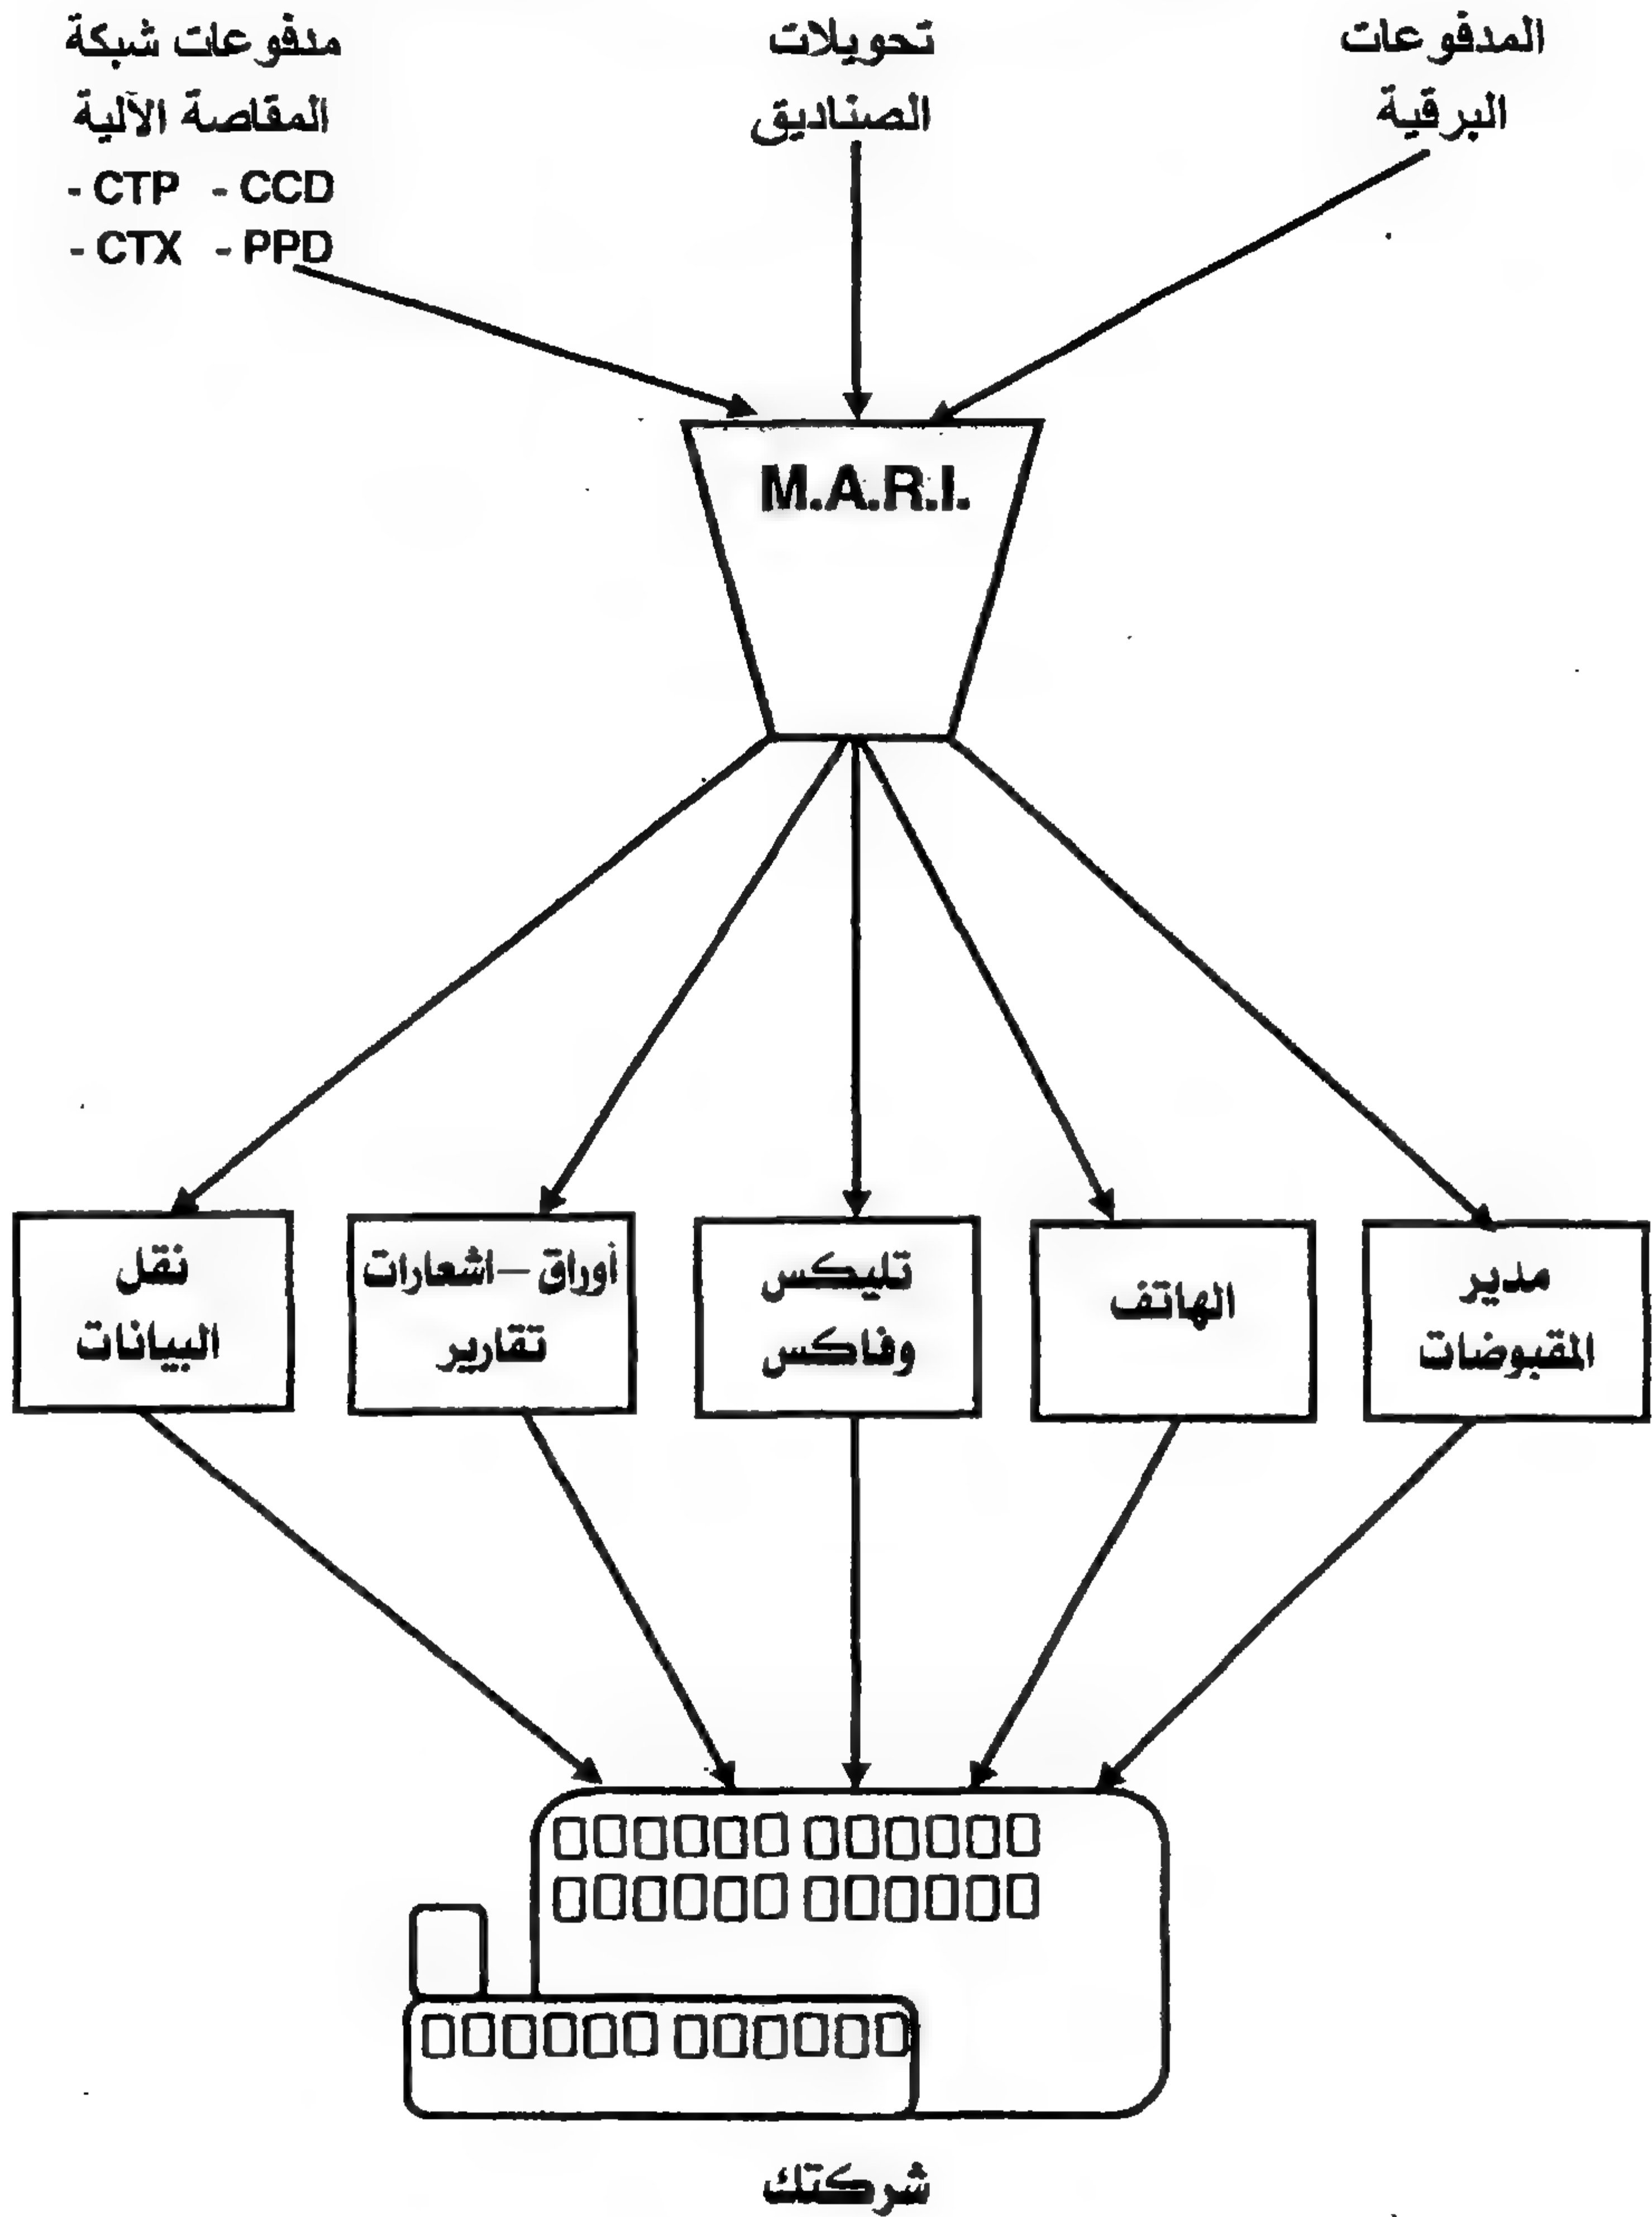 المدفوعات
البرقية
تحويلات
الصناديق
مدفوعات شبكة
المقاصة الآلية
- CTP - CCD
- CTX - PPD
M.A.R.I.
مدير
المقبوضات
الهاتف
تليكس
وفاكس
أوراق – اشعارات
تقارير
نقل
البيانات
شركتك